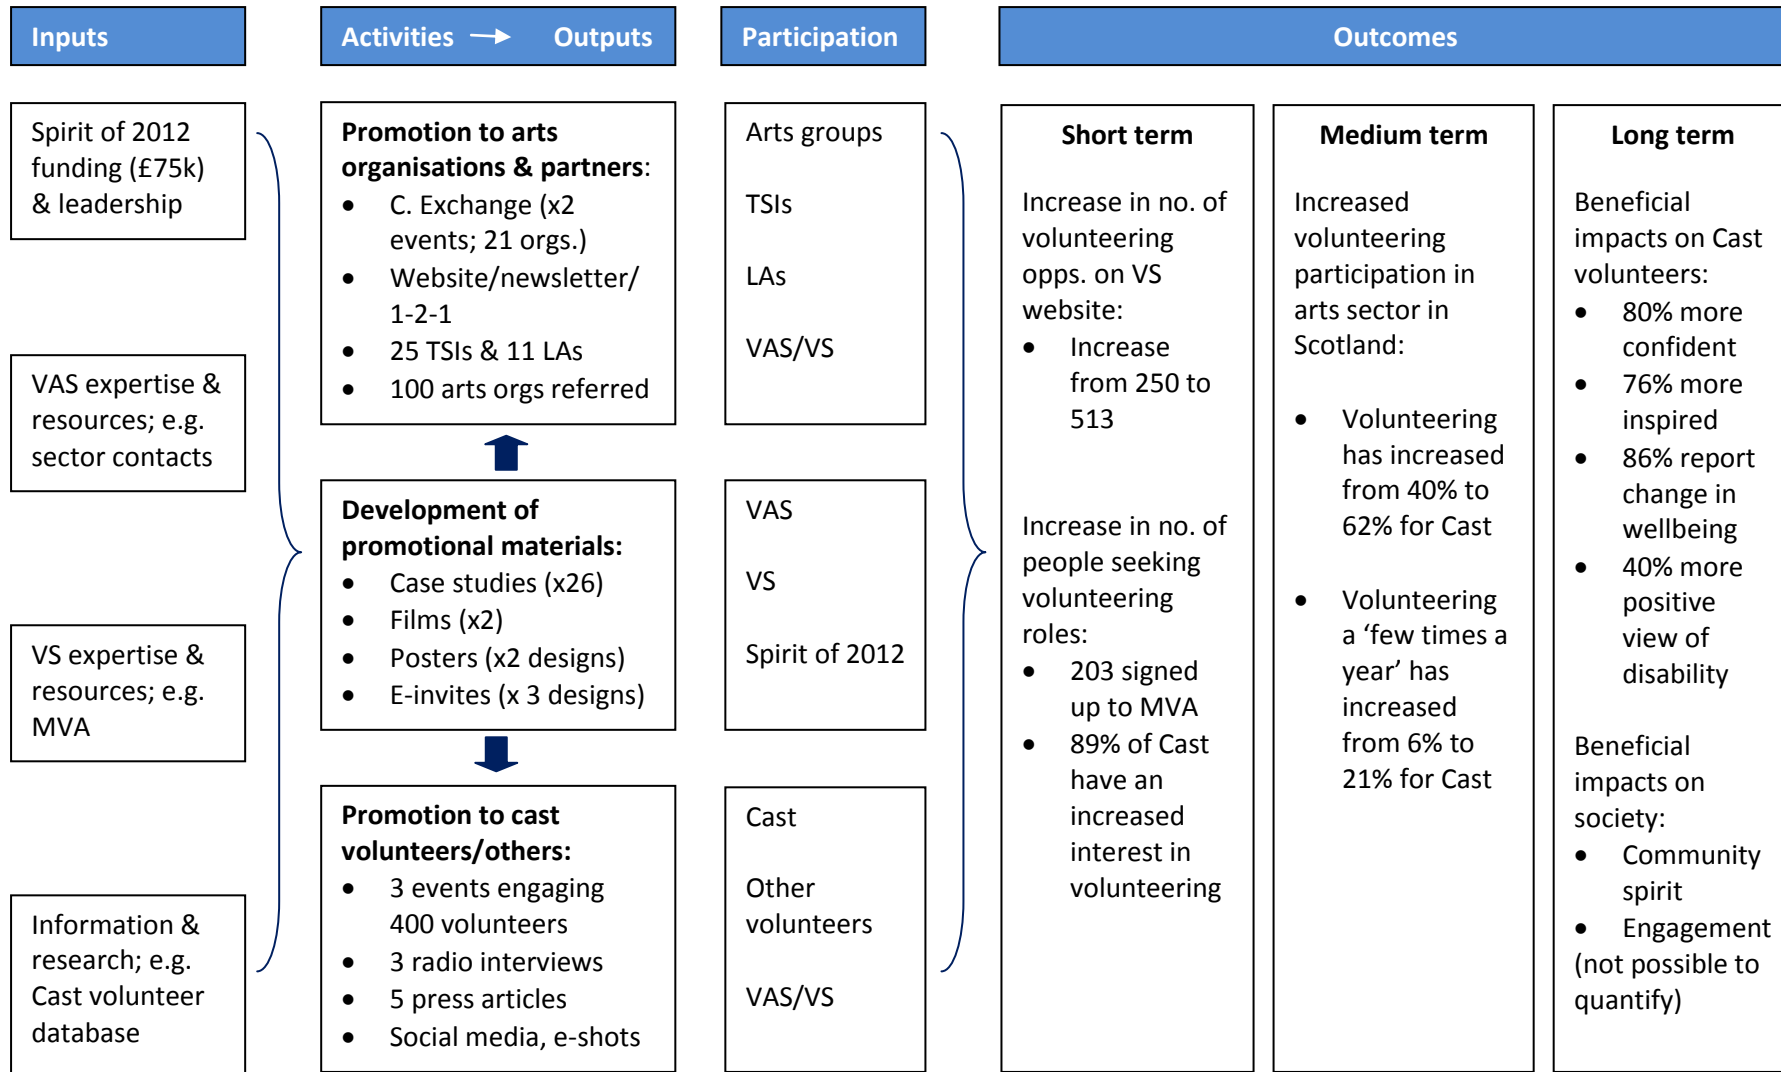 Inputs
Activities → Outputs
Participation
Outcomes
Spirit of 2012
funding (£75k)
& leadership
VAS expertise &
resources; e.g.
sector contacts
VS expertise &
resources; e.g.
MVA
Information &
research; e.g.
Cast volunteer
database
Promotion to arts
organisations & partners:
• C. Exchange (x2
events; 21 orgs.)
• Website/newsletter/
1-2-1
• 25 TSIs & 11 LAs
• 100 arts orgs referred
Development of
promotional materials:
• Case studies (x26)
• Films (x2)
• Posters (x2 designs)
• E-invites (x 3 designs)
Promotion to cast
volunteers/others:
• 3 events engaging
400 volunteers
• 3 radio interviews
• 5 press articles
• Social media, e-shots
Arts groups
TSIs
LAs
VAS/VS
VAS
VS
Spirit of 2012
Cast
Other
volunteers
VAS/VS
Short term
Increase in no. of
volunteering
opps. on VS
website:
• Increase
from 250 to
513
Increase in no. of
people seeking
volunteering
roles:
• 203 signed
up to MVA
• 89% of Cast
have an
increased
interest in
volunteering
Medium term
Increased
volunteering
participation in
arts sector in
Scotland:
• Volunteering
has increased
from 40% to
62% for Cast
• Volunteering
a ‘few times a
year’ has
increased
from 6% to
21% for Cast
Long term
Beneficial
impacts on Cast
volunteers:
• 80% more
confident
• 76% more
inspired
• 86% report
change in
wellbeing
• 40% more
positive
view of
disability
Beneficial
impacts on
society:
• Community
spirit
• Engagement
(not possible to
quantify)